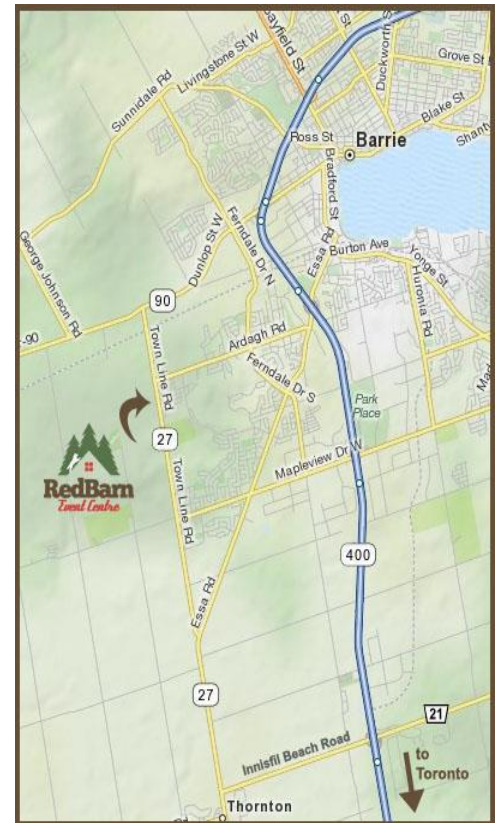 Bayfield St
Livingstone St W
Duckworth St
Grove St
Sunnidale Rd
Blake St
Ross St
Barrie
Bradford St
George Johnson Rd
Dunlop St W
Ferndale Dr N
Essa Rd
Burton Ave
Yonge St
Huronia Rd
90
-90
Town Line Rd
Ardagh Rd
Ferndale Dr S
Park
Place
27
RedBarn
Event Centre
Town Line Rd
Mapleview Dr W
400
Essa Rd
27
21
Innisfil Beach Road
to
Toronto
Thornton
Rd